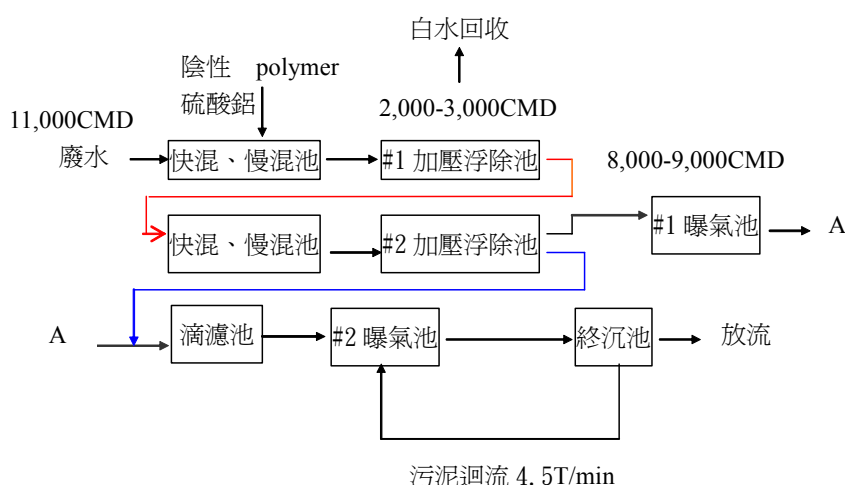 白水回收
陰性 polymer
硫酸鋁
2,000-3,000CMD
11,000CMD
廢水
快混、慢混池
#1 加壓浮除池
8,000-9,000CMD
快混、慢混池
#2 加壓浮除池
#1 曝氣池
A
A
滴濾池
#2 曝氣池
終沉池
放流
污泥迴流 4.5T/min